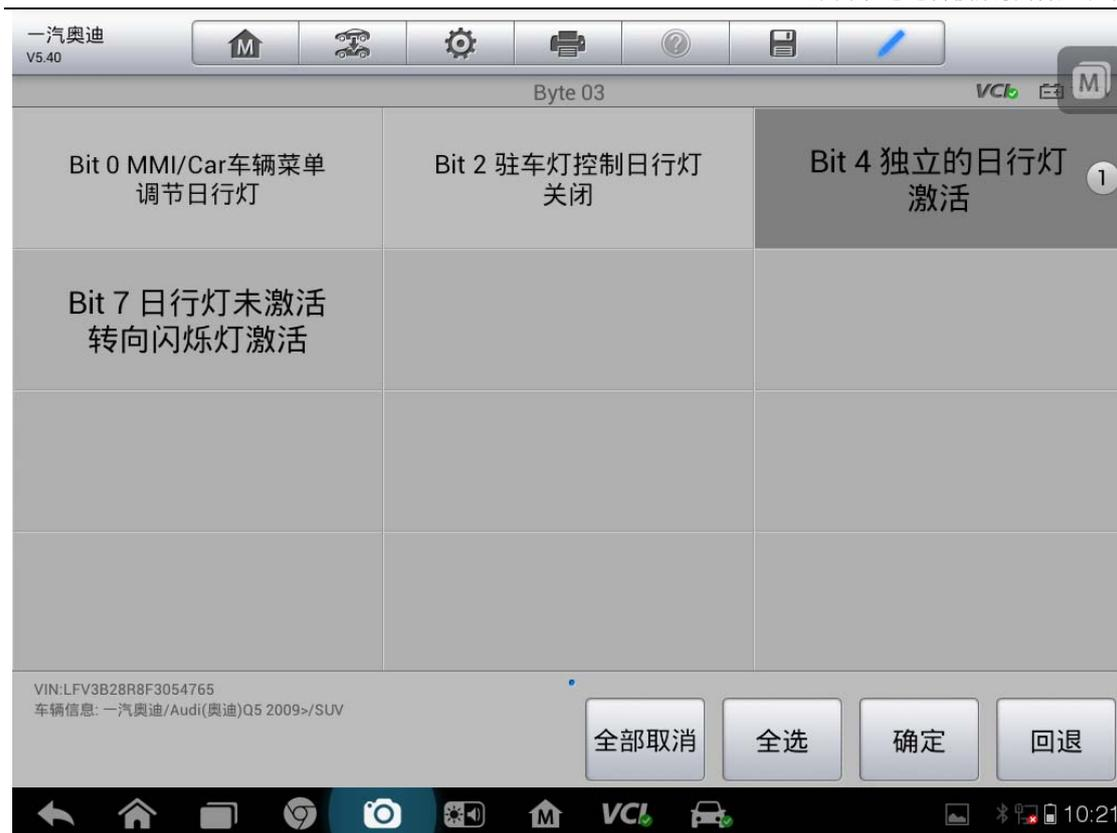 一汽奥迪
V5.40
M
Byte 03
VCI
M
Bit 0 MMI/Car车辆菜单
调节日行灯
Bit 2 驻车灯控制日行灯
关闭
Bit 4 独立的日行灯
激活
1
Bit 7 日行灯未激活
转向闪烁灯激活
VIN:LFV3B28R8F3054765
车辆信息: 一汽奥迪/Audi(奥迪)Q5 2009>/SUV
全部取消
全选
确定
回退
M
VCI
10:21